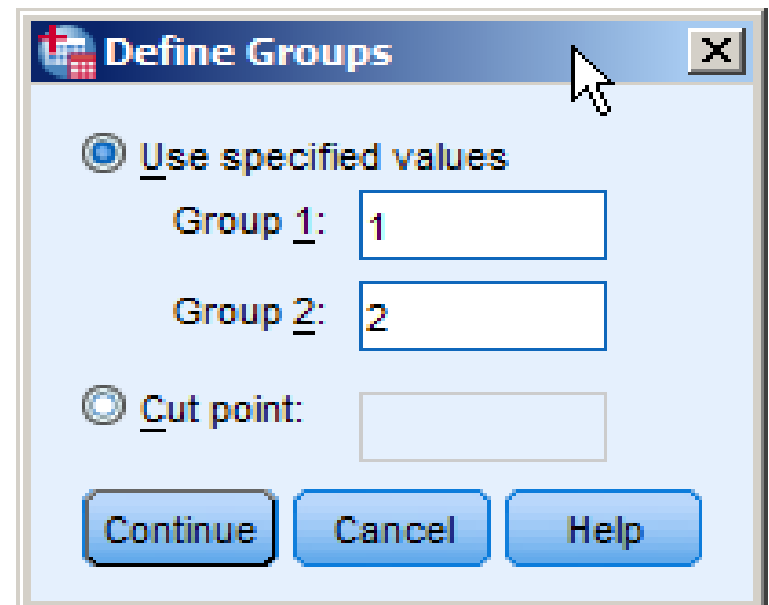 Define Groups
Use specified values
Group 1: 1
Group 2: 2
Cut point:
Continue Cancel Help